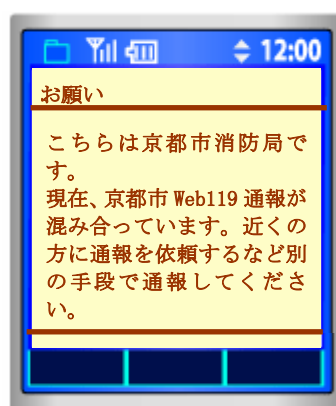 12:00
お願い
こちらは京都市消防局で
す。
現在、京都市Web119通報が
混み合っています。近くの
方に通報を依頼するなど別
の手段で通報してくださ
い。